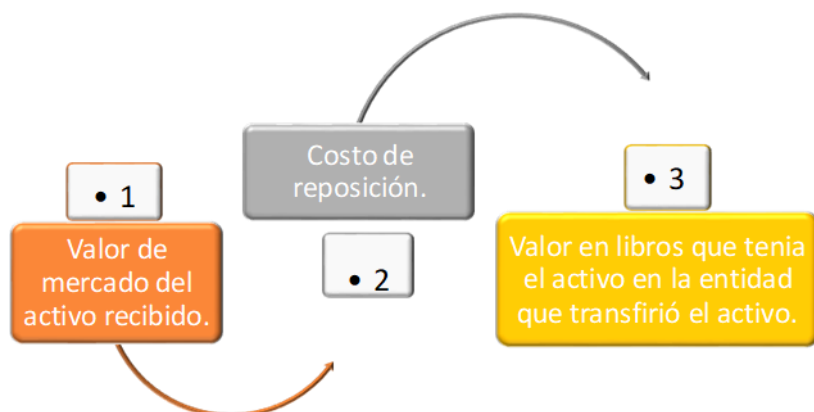 • 1
Valor de
mercado del
activo recibido.
Costo de
reposición.
• 2
• 3
Valor en libros que tenia
el activo en la entidad
que transfirió el activo.